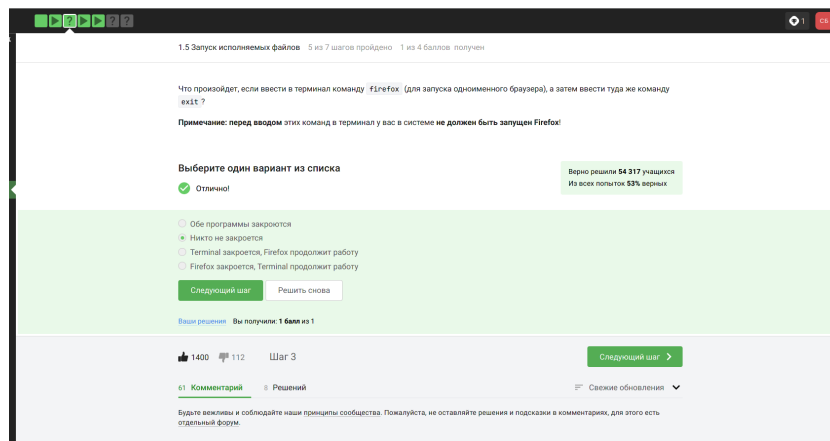 ? ? ?
1
СБ
1.5 Запуск исполняемых файлов 5 из 7 шагов пройдено 1 из 4 баллов получен
Что произойдет, если ввести в терминал команду firefox (для запуска одноименного браузера), а затем ввести туда же команду
exit ?
Примечание: перед вводом этих команд в терминал у вас в системе не должен быть запущен Firefox!
Выберите один вариант из списка
Отлично!
Верно решили 54 317 учащихся
Из всех попыток 53% верных
Обе программы закроются
Никто не закроется
Terminal закроется, Firefox продолжит работу
Firefox закроется, Terminal продолжит работу
Следующий шаг Решить снова
Ваши решения Вы получили: 1 балл из 1
1400 112 Шаг 3
Следующий шаг
61 Комментарий 8 Решений
Свежие обновления
Будьте вежливы и соблюдайте наши принципы сообщества. Пожалуйста, не оставляйте решения и подсказки в комментариях, для этого есть
отдельный форум.